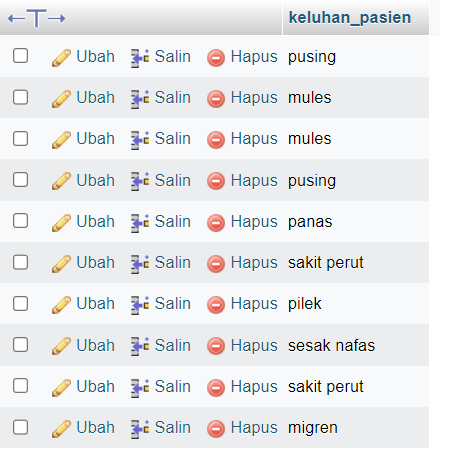 keluhan_pasien
Ubah Salin Hapus pusing
Ubah Salin Hapus mules
Ubah Salin Hapus mules
Ubah Salin Hapus pusing
Ubah Salin Hapus panas
Ubah Salin Hapus sakit perut
Ubah Salin Hapus pilek
Ubah Salin Hapus sesak nafas
Ubah Salin Hapus sakit perut
Ubah Salin Hapus migren